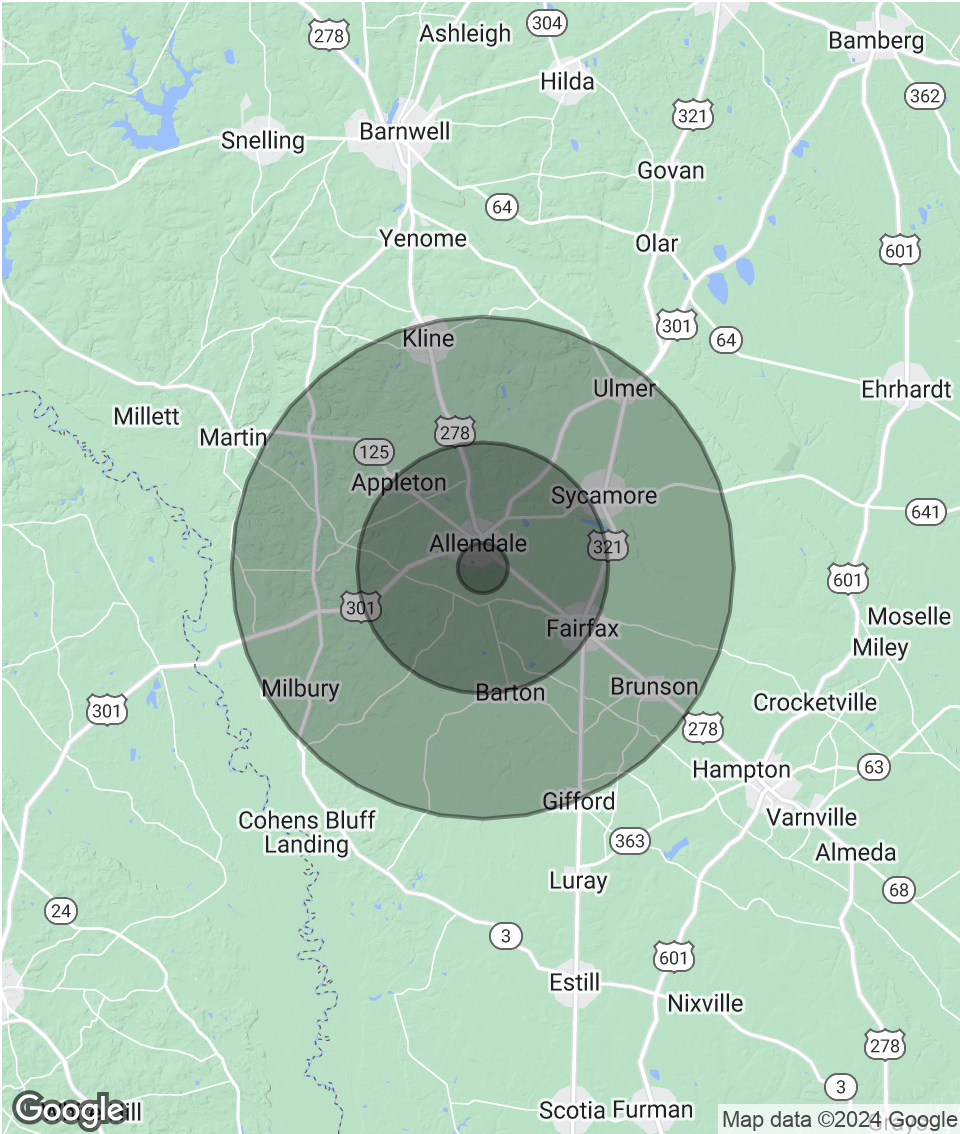 Ashleigh
304
278
Bamberg
Hilda
362
321
Barnwell
Snelling
Govan
64
Yenome
Olar
601
301
Kline
64
Ulmer
Ehrhardt
Millett
278
Martin
125
Appleton
Sycamore
641
Allendale
321
601
301
Moselle
Fairfax
Miley
Milbury
Barton
Brunson
Crocketville
301
278
Hampton
63
Gifford
Cohens Bluff
Landing
Varnville
363
Almeda
Luray
68
24
3
601
Estill
Nixville
278
3
Google
Scotia
Furman
Map data ©2024 Google